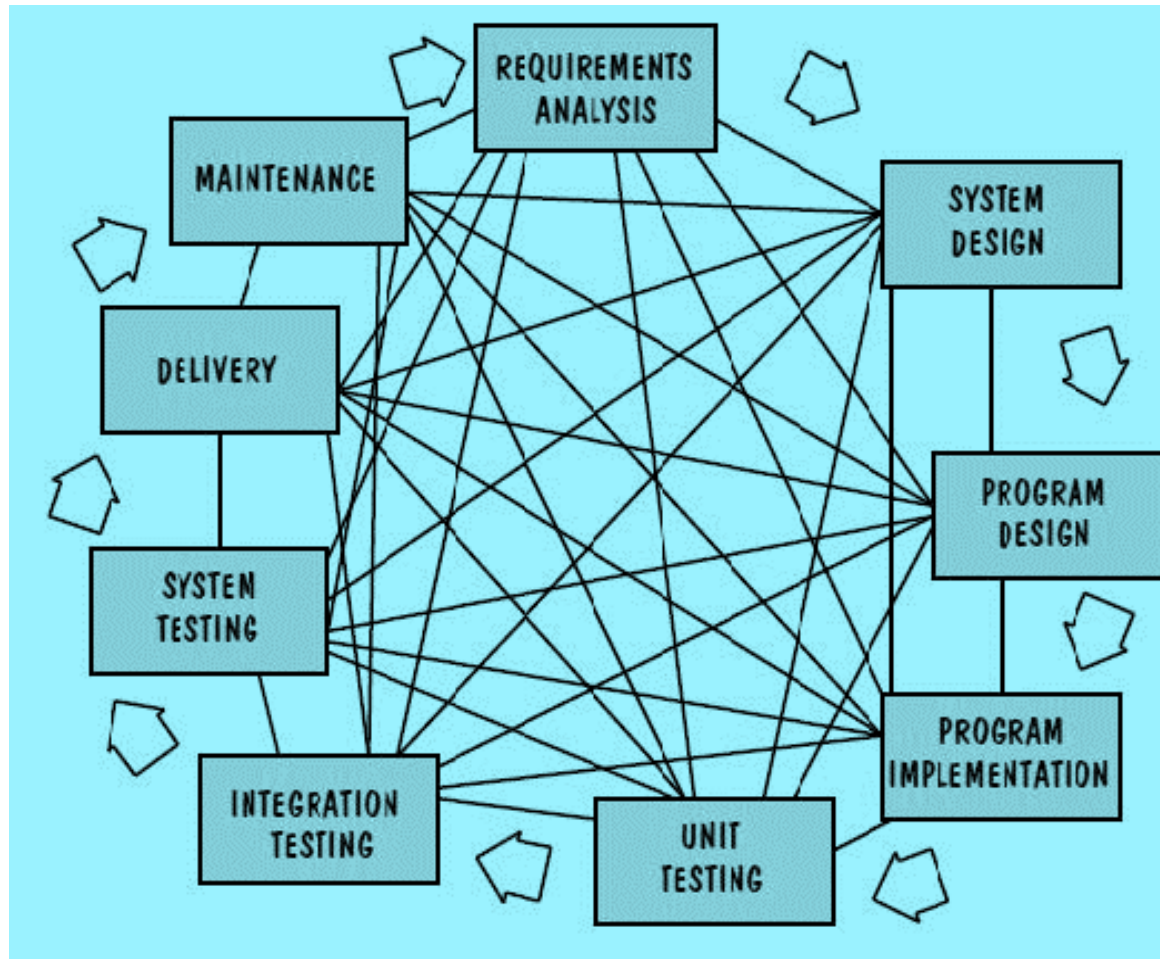 REQUIREMENTS
ANALYSIS
SYSTEM
DESIGN
PROGRAM
DESIGN
PROGRAM
IMPLEMENTATION
UNIT
TESTING
INTEGRATION
TESTING
SYSTEM
TESTING
DELIVERY
MAINTENANCE